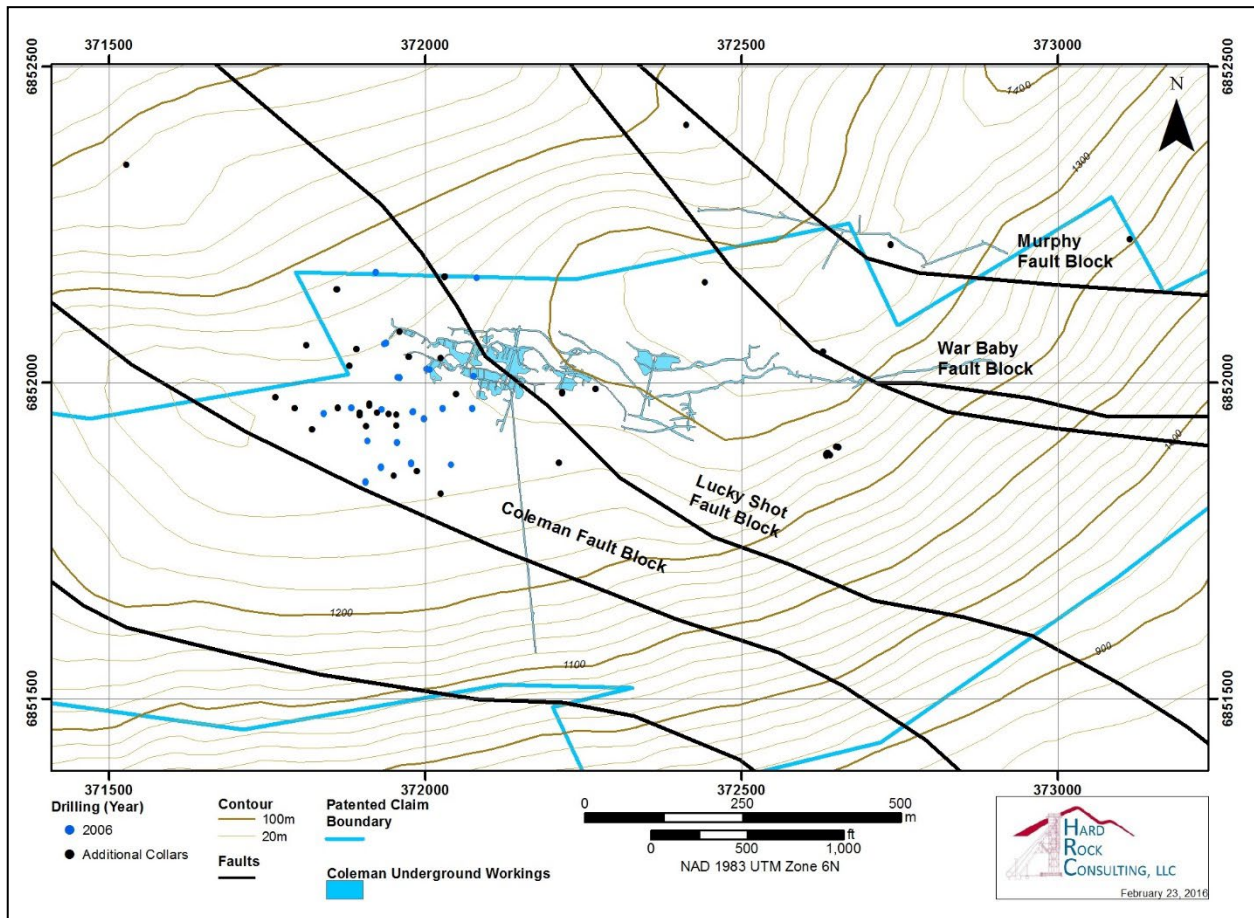 371500 372000 372500 373000
6852500 6852500
N
1400
1300
Murphy
Fault Block
War Baby
Fault Block
6852000 6852000
1000
Lucky Shot
Fault Block
Coleman Fault Block
1200
1100
900
6851500 6851500
371500 372000 372500 373000
Drilling (Year)
2006
Additional Collars
Contour
100m
20m
Faults
Patented Claim
Boundary
Coleman Underground Workings
0 250 500
m
ft
0 500 1,000
NAD 1983 UTM Zone 6N
HARD
ROCK
CONSULTING, LLC
February 23, 2016